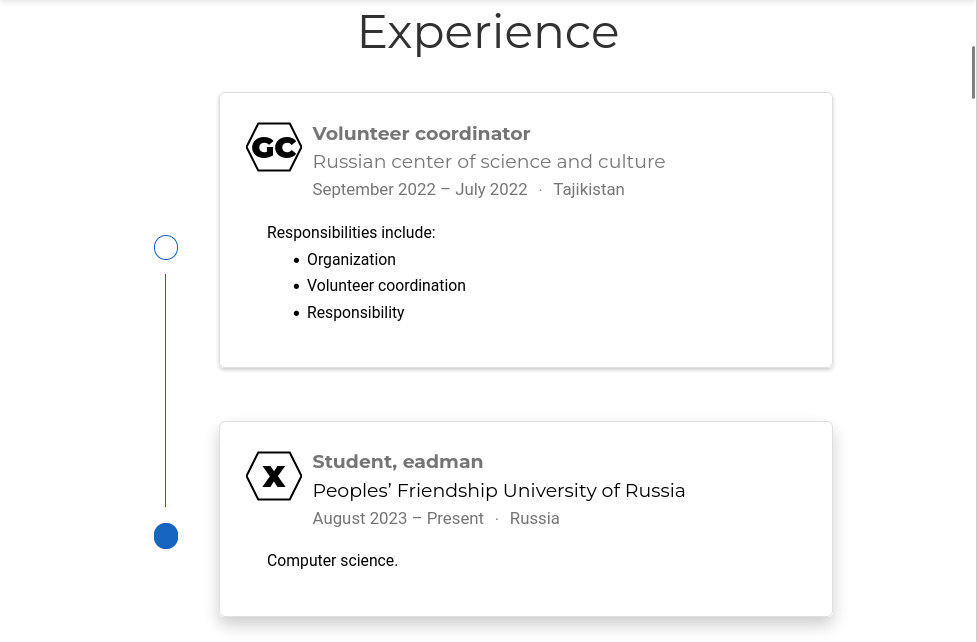 Experience
GC
Volunteer coordinator
Russian center of science and culture
September 2022 – July 2022 · Tajikistan
Responsibilities include:
• Organization
• Volunteer coordination
• Responsibility
X
Student, eadman
Peoples’ Friendship University of Russia
August 2023 – Present · Russia
Computer science.